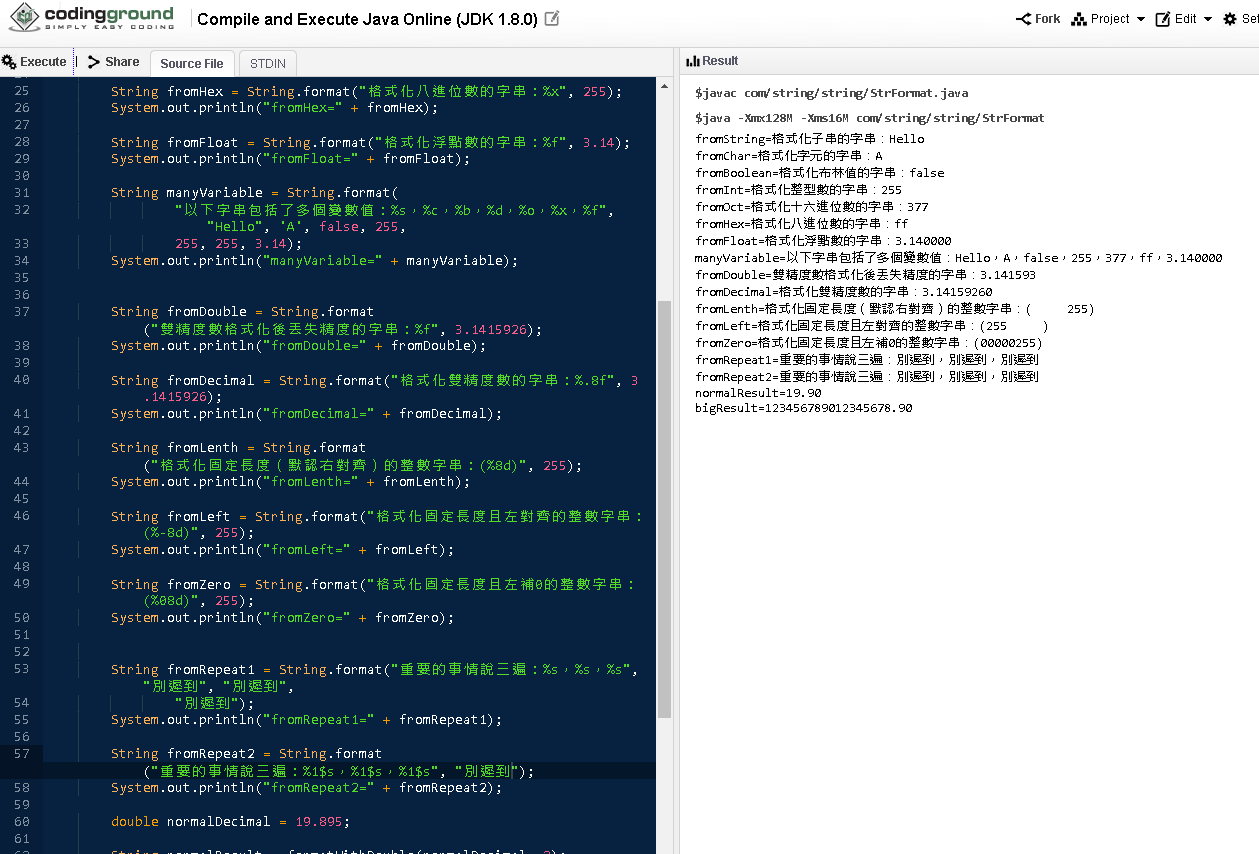 codingground
SIMPLY EASY CODING
Compile and Execute Java Online (JDK 1.8.0)
Fork
Project
Edit
Set
Execute
Share
Source File
STDIN
25 String fromHex = String.format("格式化八進位數的字串：%x", 255);
26 System.out.println("fromHex=" + fromHex);
27
28 String fromFloat = String.format("格式化浮點數的字串：%f", 3.14);
29 System.out.println("fromFloat=" + fromFloat);
30
31 String manyVariable = String.format(
32 "以下字串包括了多個變數值：%s，%c，%b，%d，%o，%x，%f",
"Hello", 'A', false, 255,
33 255, 255, 3.14);
34 System.out.println("manyVariable=" + manyVariable);
35
36
37 String fromDouble = String.format
("雙精度數格式化後丟失精度的字串：%f", 3.1415926);
38 System.out.println("fromDouble=" + fromDouble);
39
40 String fromDecimal = String.format("格式化雙精度數的字串：%.8f", 3
.1415926);
41 System.out.println("fromDecimal=" + fromDecimal);
42
43 String fromLenth = String.format
("格式化固定長度（默認右對齊）的整數字串：(%8d)", 255);
44 System.out.println("fromLenth=" + fromLenth);
45
46 String fromLeft = String.format("格式化固定長度且左對齊的整數字串：
(%-8d)", 255);
47 System.out.println("fromLeft=" + fromLeft);
48
49 String fromZero = String.format("格式化固定長度且左補0的整數字串：
(%08d)", 255);
50 System.out.println("fromZero=" + fromZero);
51
52
53 String fromRepeat1 = String.format("重要的事情說三遍：%s，%s，%s",
"別遲到", "別遲到",
54 "別遲到");
55 System.out.println("fromRepeat1=" + fromRepeat1);
56
57 String fromRepeat2 = String.format
("重要的事情說三遍：%1$s，%1$s，%1$s", "別遲到");
58 System.out.println("fromRepeat2=" + fromRepeat2);
59
60 double normalDecimal = 19.895;
61
Result
$javac com/string/string/StrFormat.java
$java -Xmx128M -Xms16M com/string/string/StrFormat
fromString=格式化子串的字串：Hello
fromChar=格式化字元的字串：A
fromBoolean=格式化布林值的字串：false
fromInt=格式化整型數的字串：255
fromOct=格式化十六進位數的字串：377
fromHex=格式化八進位數的字串：ff
fromFloat=格式化浮點數的字串：3.140000
manyVariable=以下字串包括了多個變數值：Hello，A，false，255，377，ff，3.140000
fromDouble=雙精度數格式化後丟失精度的字串：3.141593
fromDecimal=格式化雙精度數的字串：3.14159260
fromLenth=格式化固定長度（默認右對齊）的整數字串：(     255)
fromLeft=格式化固定長度且左對齊的整數字串：(255     )
fromZero=格式化固定長度且左補0的整數字串：(00000255)
fromRepeat1=重要的事情說三遍：別遲到，別遲到，別遲到
fromRepeat2=重要的事情說三遍：別遲到，別遲到，別遲到
normalResult=19.90
bigResult=123456789012345678.90